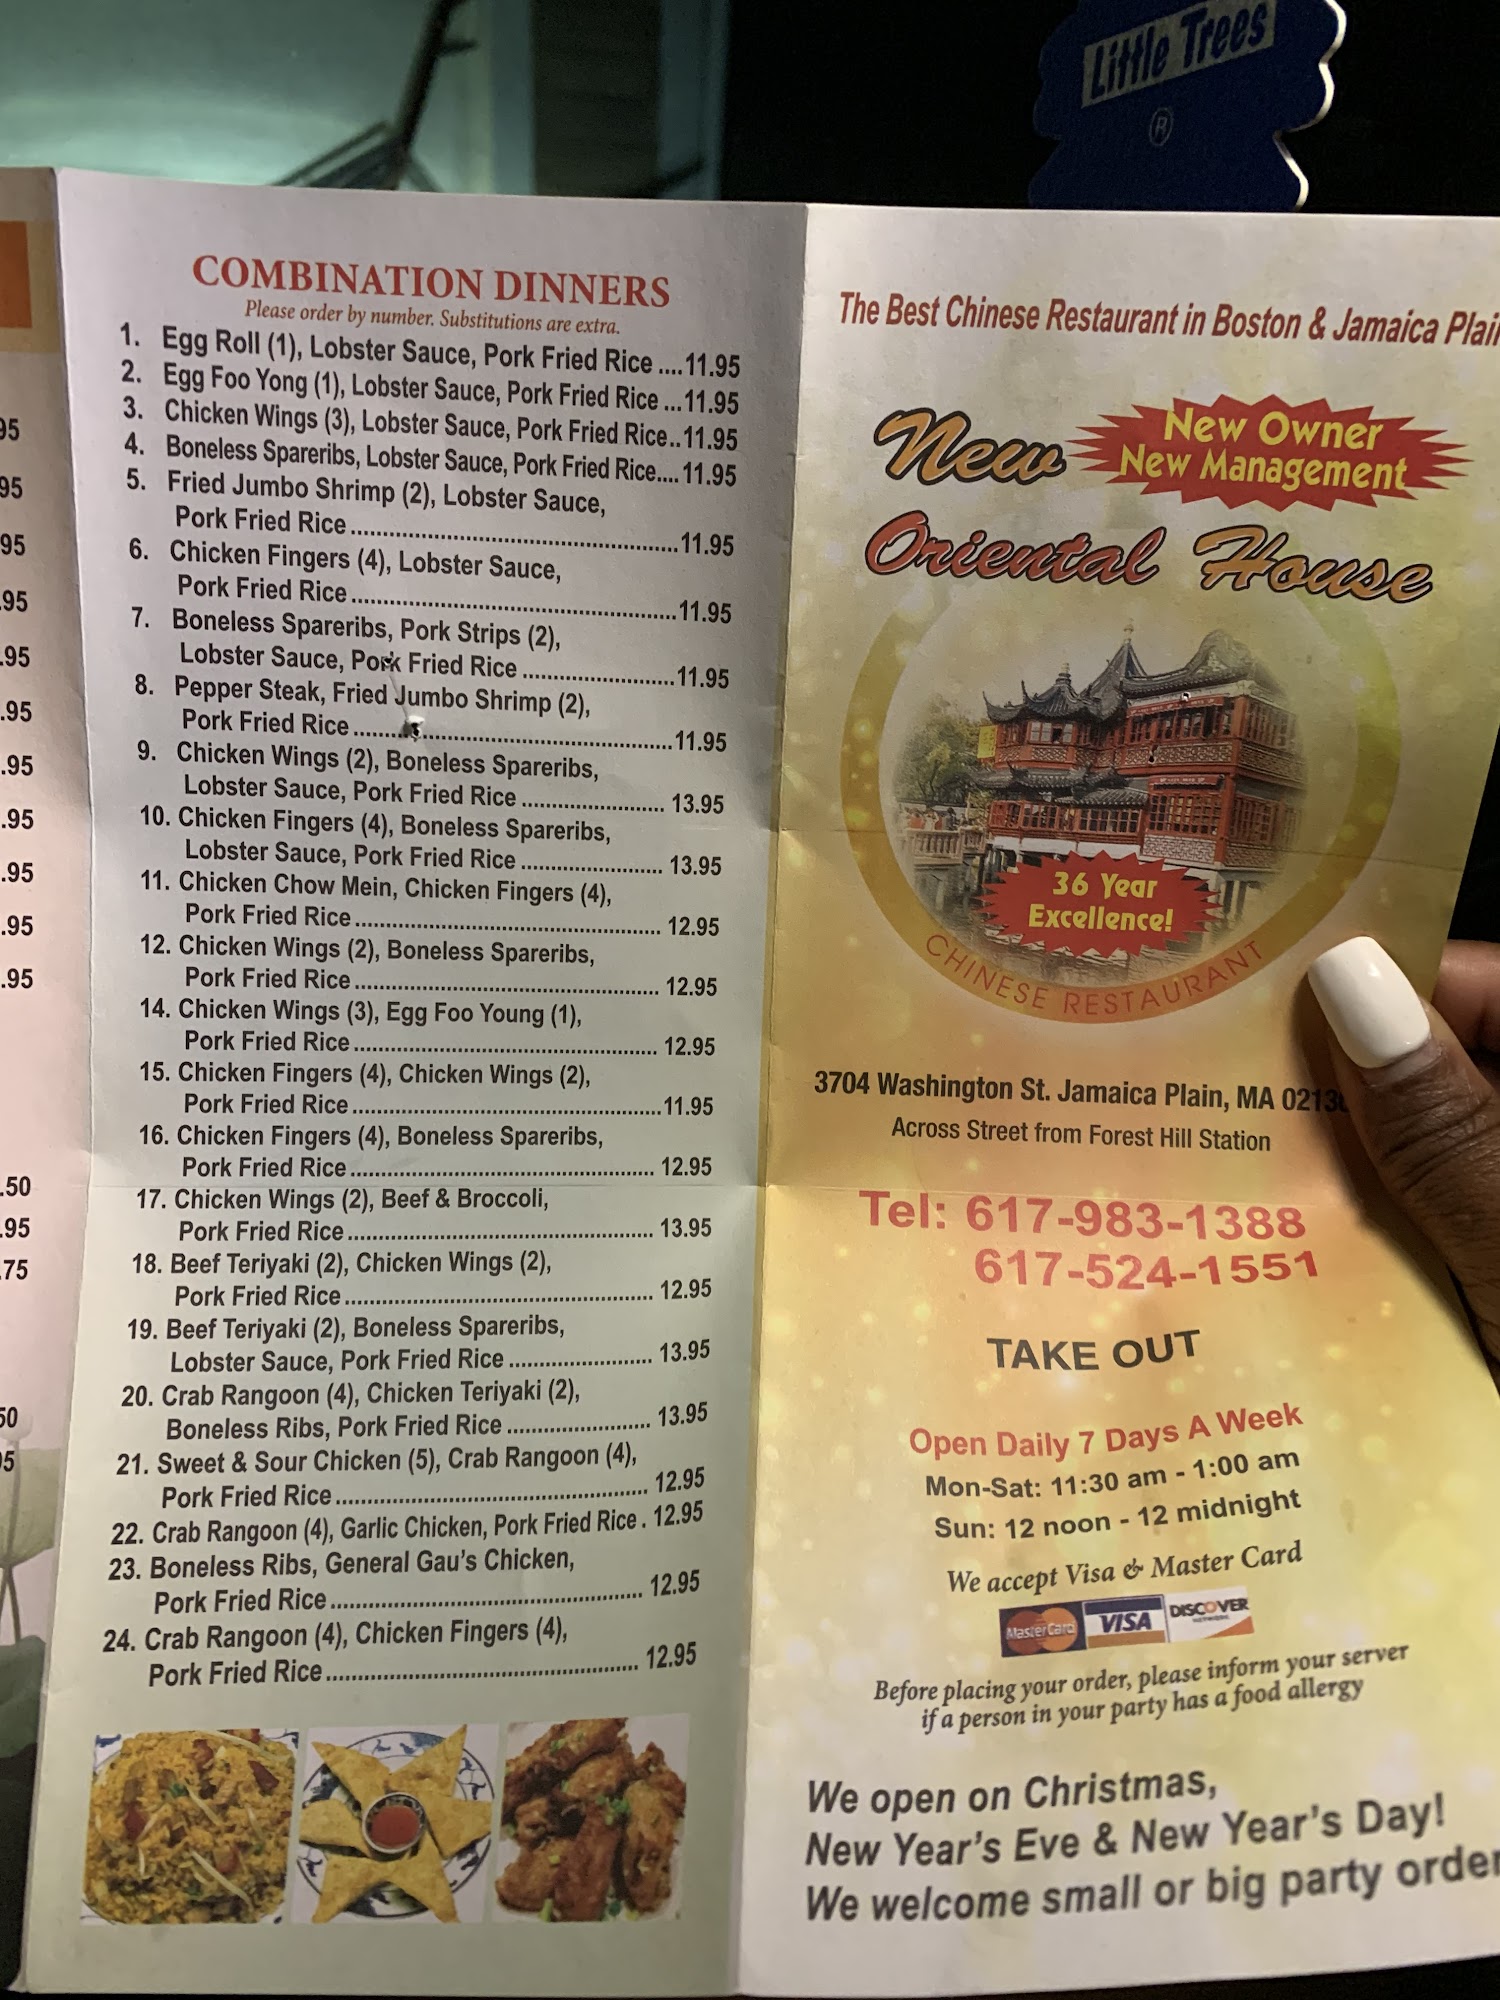 Little Trees
®
95
95
95
.95
.95
.95
.95
.95
.95
.95
.95
.50
.95
.75
50
95
COMBINATION DINNERS
Please order by number. Substitutions are extra.
1. Egg Roll (1), Lobster Sauce, Pork Fried Rice ....11.95
2. Egg Foo Yong (1), Lobster Sauce, Pork Fried Rice ...11.95
3. Chicken Wings (3), Lobster Sauce, Pork Fried Rice..11.95
4. Boneless Spareribs, Lobster Sauce, Pork Fried Rice....11.95
5. Fried Jumbo Shrimp (2), Lobster Sauce,
Pork Fried Rice ..................................................11.95
6. Chicken Fingers (4), Lobster Sauce,
Pork Fried Rice ..................................................11.95
7. Boneless Spareribs, Pork Strips (2),
Lobster Sauce, Pork Fried Rice .......................11.95
8. Pepper Steak, Fried Jumbo Shrimp (2),
Pork Fried Rice .................................................11.95
9. Chicken Wings (2), Boneless Spareribs,
Lobster Sauce, Pork Fried Rice ...................... 13.95
10. Chicken Fingers (4), Boneless Spareribs,
Lobster Sauce, Pork Fried Rice ...................... 13.95
11. Chicken Chow Mein, Chicken Fingers (4),
Pork Fried Rice ................................................ 12.95
12. Chicken Wings (2), Boneless Spareribs,
Pork Fried Rice ................................................ 12.95
14. Chicken Wings (3), Egg Foo Young (1),
Pork Fried Rice ................................................ 12.95
15. Chicken Fingers (4), Chicken Wings (2),
Pork Fried Rice .................................................11.95
16. Chicken Fingers (4), Boneless Spareribs,
Pork Fried Rice ................................................ 12.95
17. Chicken Wings (2), Beef & Broccoli,
Pork Fried Rice ................................................ 13.95
18. Beef Teriyaki (2), Chicken Wings (2),
Pork Fried Rice ................................................ 12.95
19. Beef Teriyaki (2), Boneless Spareribs,
Lobster Sauce, Pork Fried Rice ...................... 13.95
20. Crab Rangoon (4), Chicken Teriyaki (2),
Boneless Ribs, Pork Fried Rice ...................... 13.95
21. Sweet & Sour Chicken (5), Crab Rangoon (4),
Pork Fried Rice ................................................ 12.95
22. Crab Rangoon (4), Garlic Chicken, Pork Fried Rice . 12.95
23. Boneless Ribs, General Gau's Chicken,
Pork Fried Rice ................................................ 12.95
24. Crab Rangoon (4), Chicken Fingers (4),
Pork Fried Rice ................................................ 12.95
The Best Chinese Restaurant in Boston & Jamaica Plain
New
New Owner
New Management
Oriental House
36 Year
Excellence!
CHINESE RESTAURANT
3704 Washington St. Jamaica Plain, MA 0213
Across Street from Forest Hill Station
Tel: 617-983-1388
617-524-1551
TAKE OUT
Open Daily 7 Days A Week
Mon-Sat: 11:30 am - 1:00 am
Sun: 12 noon - 12 midnight
We accept Visa & Master Card
MasterCard VISA DISCOVER NETWORK
Before placing your order, please inform your server
if a person in your party has a food allergy
We open on Christmas,
New Year's Eve & New Year's Day!
We welcome small or big party order